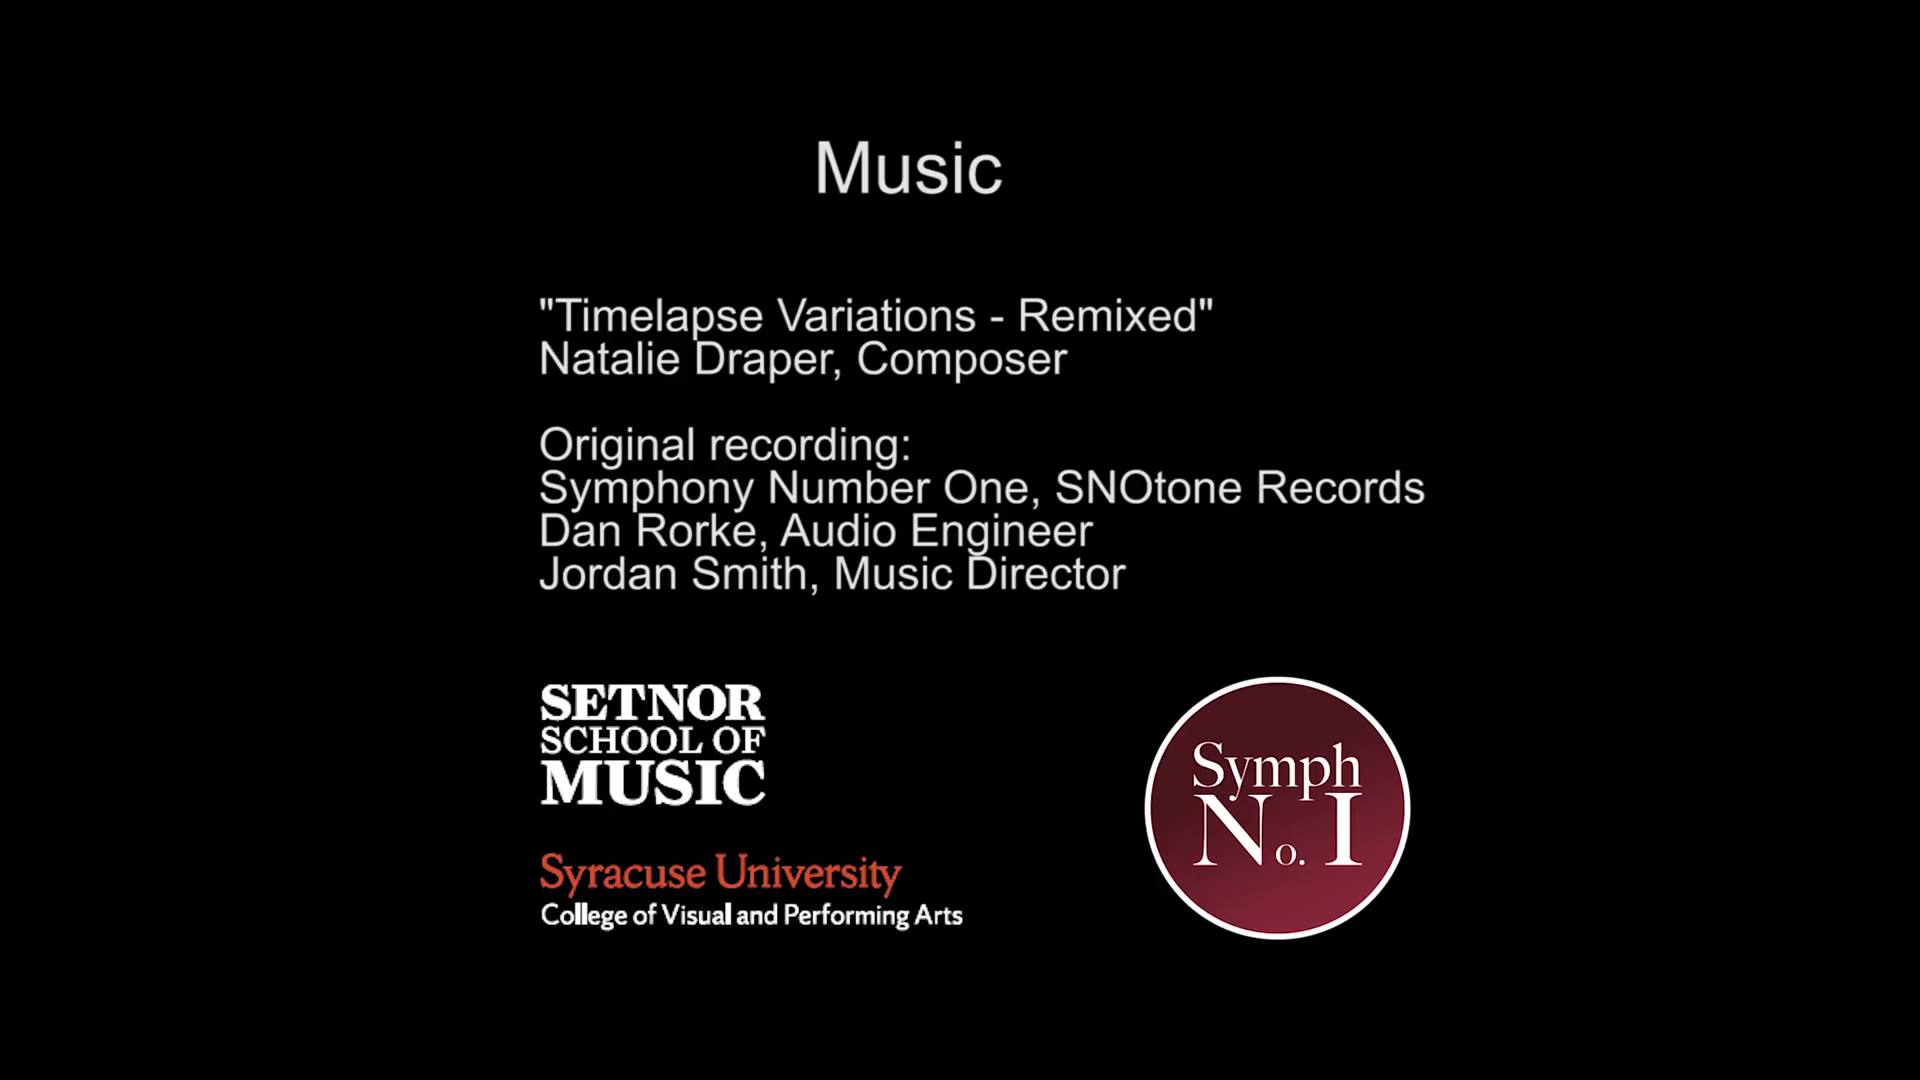 Music
"Timelapse Variations - Remixed"
Natalie Draper, Composer
Original recording:
Symphony Number One, SNOtone Records
Dan Rorke, Audio Engineer
Jordan Smith, Music Director
SETNOR
SCHOOL OF
MUSIC
Syracuse University
College of Visual and Performing Arts
Symph
No. I